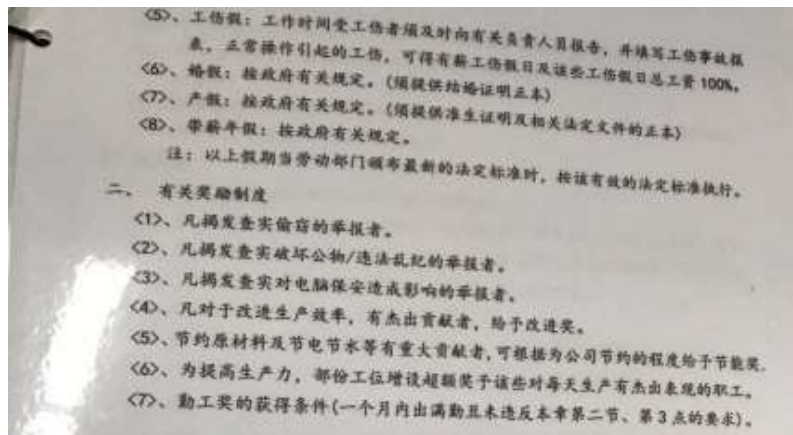 <5>、工伤假：工作时间受工伤者须及时向有关负责人员报告，并填写工伤事故报
表，正常操作引起的工伤，可得有薪工伤假日及该些工伤假日总工资100%。
<6>、婚假：按政府有关规定。(须提供结婚证明正本)
<7>、产假：按政府有关规定。(须提供准生证明及相关法定文件的正本)
<8>、带薪年假：按政府有关规定。
注：以上假期当劳动部门颁布最新的法定标准时，按该有效的法定标准执行。
二、 有关奖励制度
<1>、凡揭发查实偷窃的举报者。
<2>、凡揭发查实破坏公物/违法乱纪的举报者。
<3>、凡揭发查实对电脑保安造成影响的举报者。
<4>、凡对于改进生产效率，有杰出贡献者，给予改进奖。
<5>、节约原材料及节电节水等有重大贡献者,可根据为公司节约的程度给予节能奖.
<6>、为提高生产力，部份工位增设超额奖予该些对每天生产有杰出表现的职工。
<7>、勤工奖的获得条件(一个月内出满勤且未违反本章第二节、第3点的要求)。